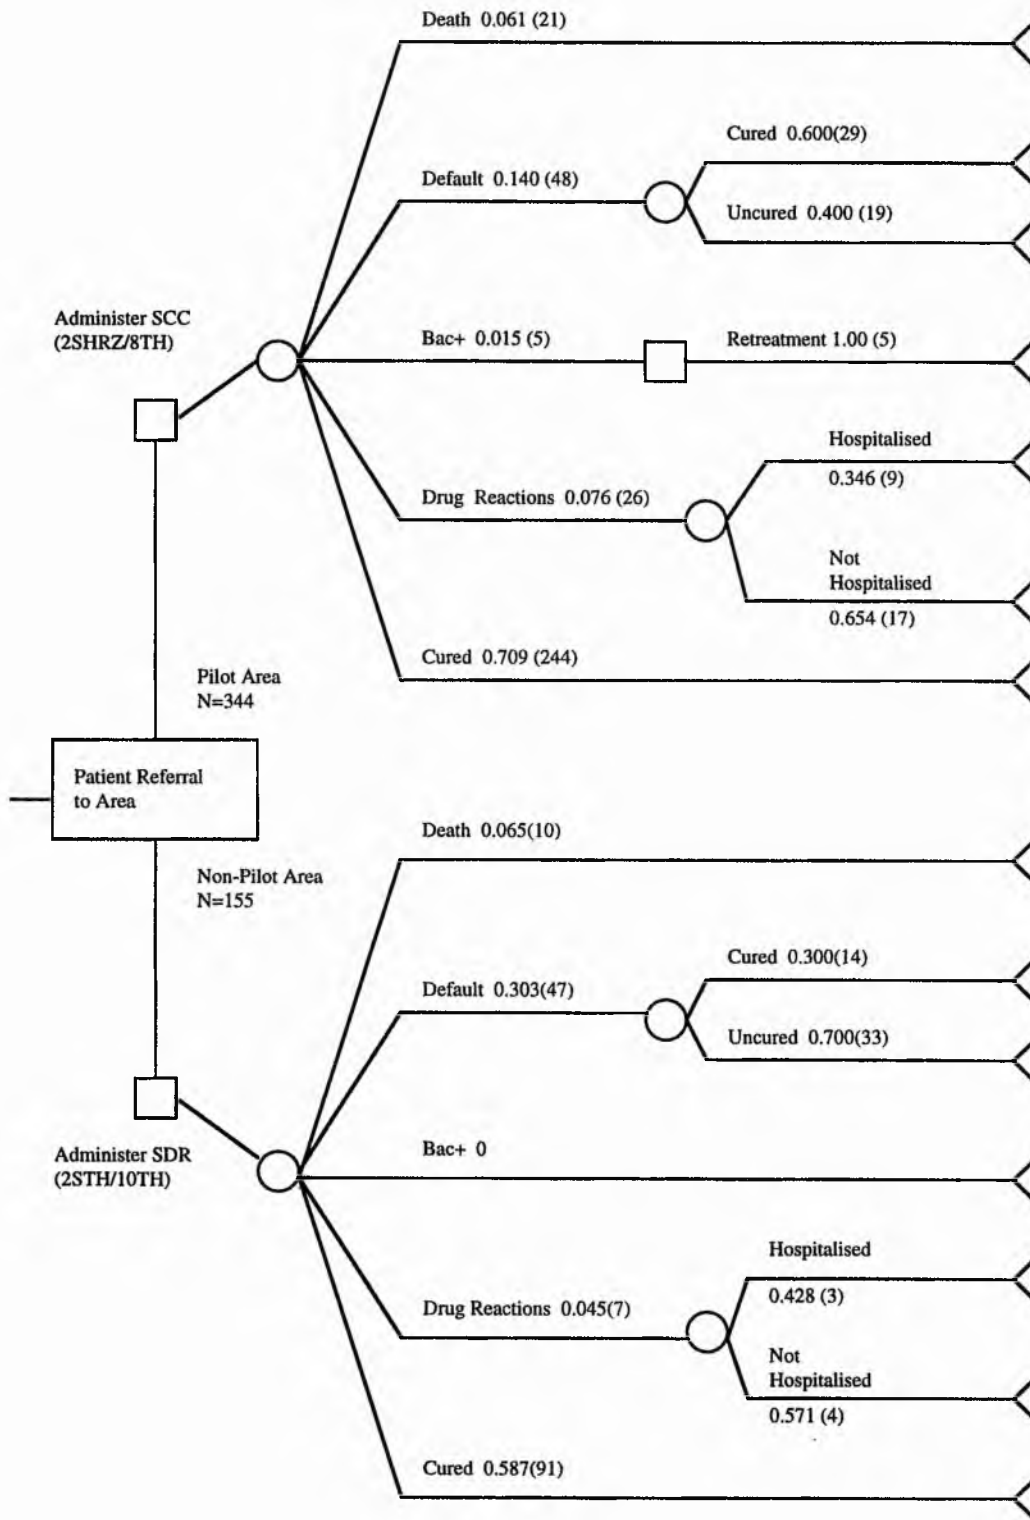 Death 0.061 (21)
Cured 0.600(29)
Default 0.140 (48)
Uncured 0.400 (19)
Administer SCC
(2SHRZ/8TH)
Bac+ 0.015 (5)
Retreatment 1.00 (5)
Hospitalised
0.346 (9)
Drug Reactions 0.076 (26)
Not
Hospitalised
0.654 (17)
Cured 0.709 (244)
Pilot Area
N=344
Patient Referral
to Area
Death 0.065(10)
Non-Pilot Area
N=155
Cured 0.300(14)
Default 0.303(47)
Uncured 0.700(33)
Administer SDR
(2STH/10TH)
Bac+ 0
Hospitalised
0.428 (3)
Drug Reactions 0.045(7)
Not
Hospitalised
0.571 (4)
Cured 0.587(91)